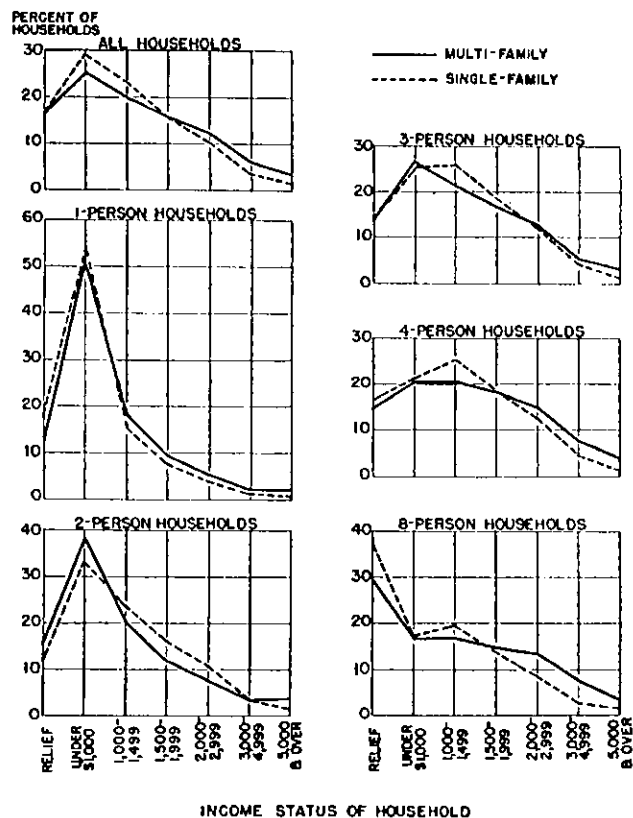 PERCENT OF
HOUSEHOLDS
ALL HOUSEHOLDS
30
20
10
0
MULTI-FAMILY
SINGLE-FAMILY
3-PERSON HOUSEHOLDS
30
20
10
0
1-PERSON HOUSEHOLDS
60
50
40
30
20
10
0
4-PERSON HOUSEHOLDS
30
20
10
0
2-PERSON HOUSEHOLDS
40
30
20
10
0
8-PERSON HOUSEHOLDS
40
30
20
10
0
RELIEF
UNDER
$1,000
1,000-
1,499
1,500-
1,999
2,000-
2,999
3,000-
4,999
5,000
& OVER
RELIEF
UNDER
$1,000
1,000-
1,499
1,500-
1,999
2,000-
2,999
3,000-
4,999
5,000
& OVER
INCOME STATUS OF HOUSEHOLD